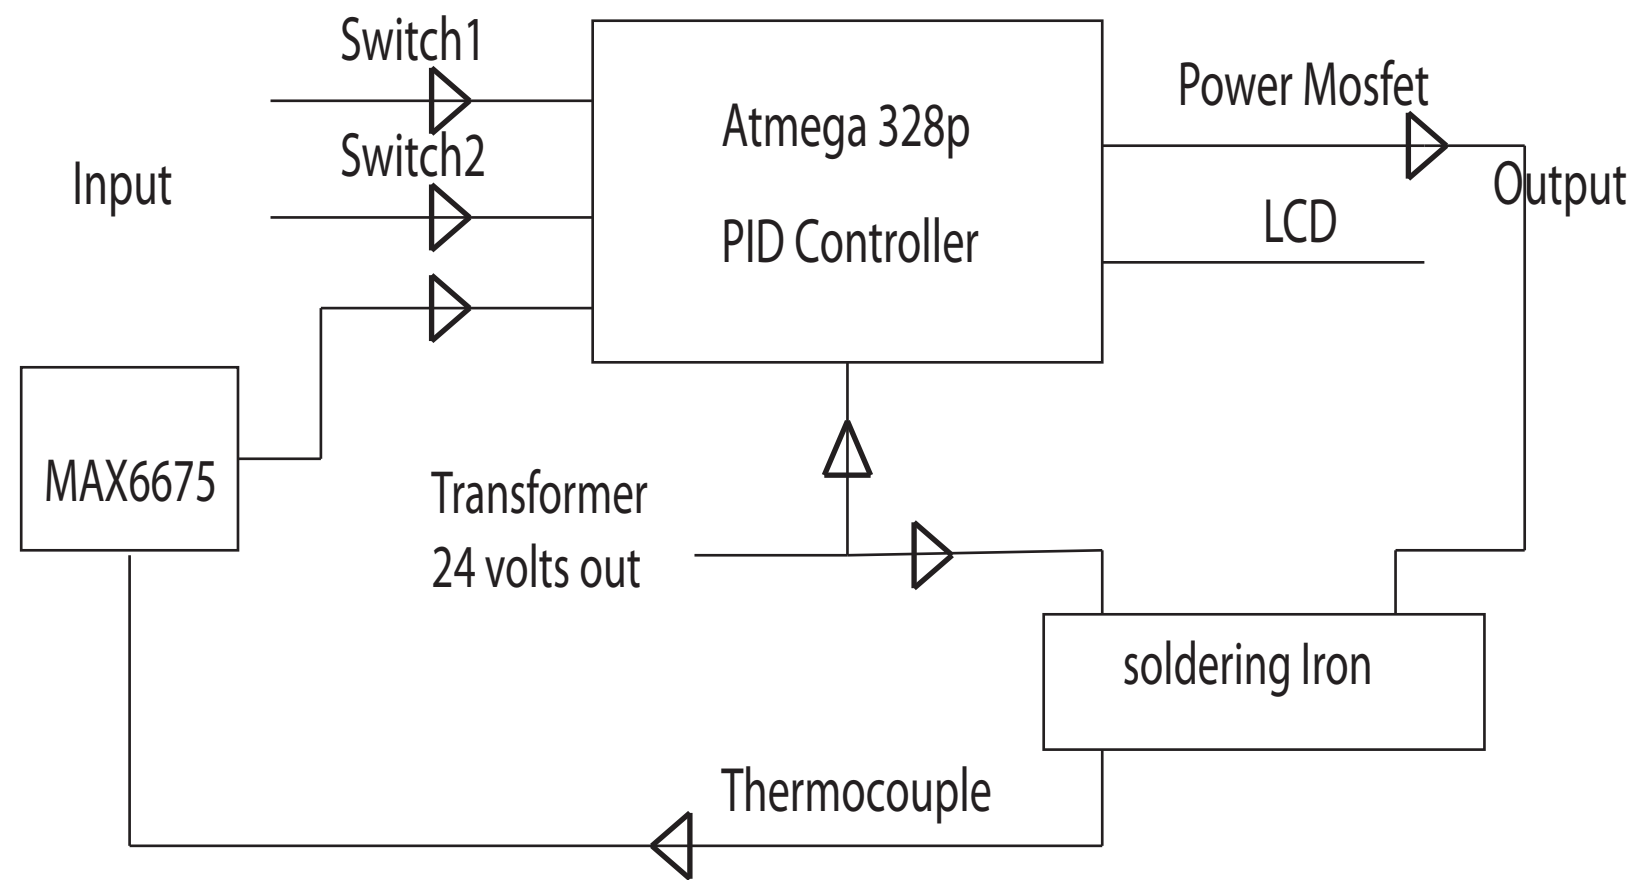 Switch1
Switch2
Input
Atmega 328p
PID Controller
Power Mosfet
Output
LCD
MAX6675
Transformer
24 volts out
soldering Iron
Thermocouple